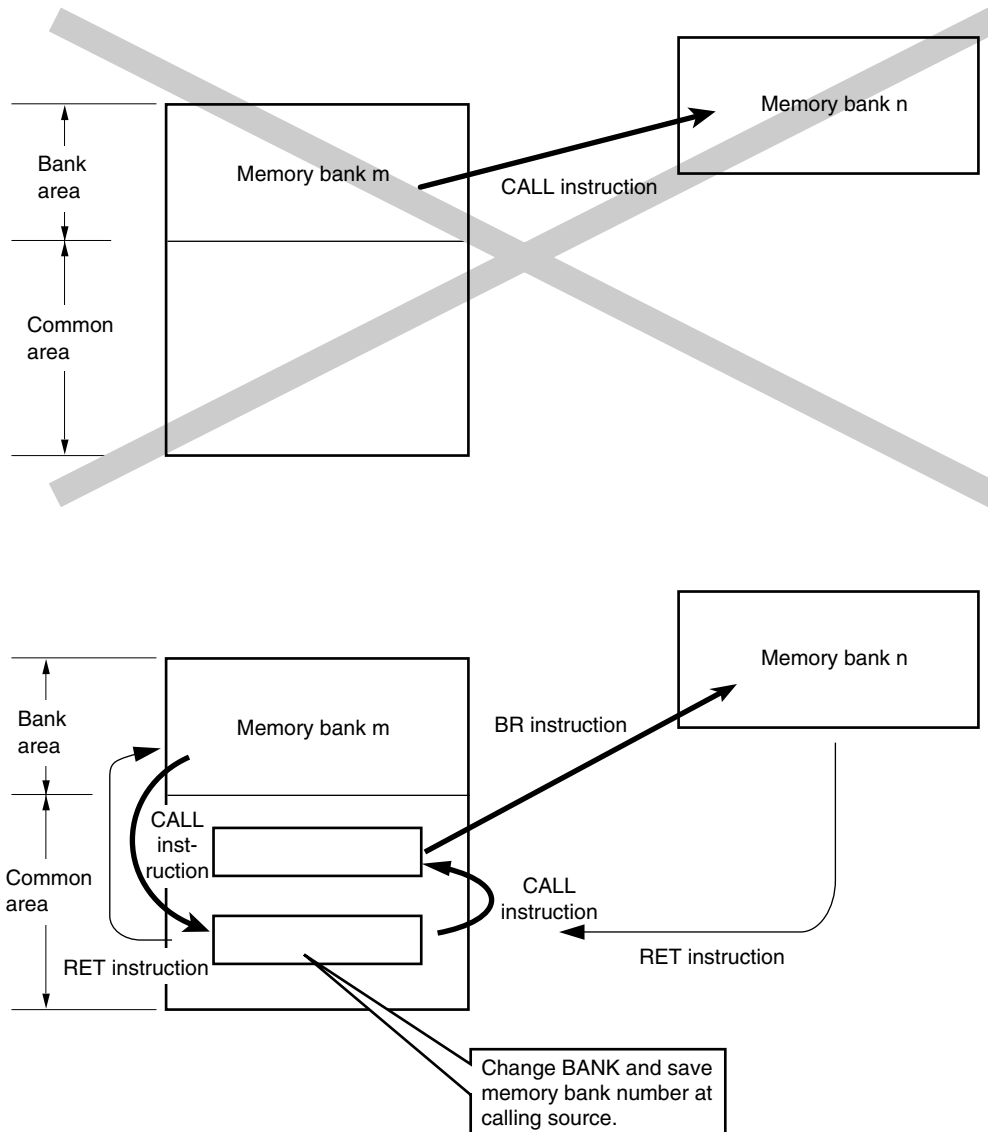 Memory bank n
Bank
area
Memory bank m
CALL instruction
Common
area
Memory bank n
Bank
area
Memory bank m
BR instruction
CALL
inst-
ruction
Common
area
CALL
instruction
RET instruction
RET instruction
Change BANK and save
memory bank number at
calling source.